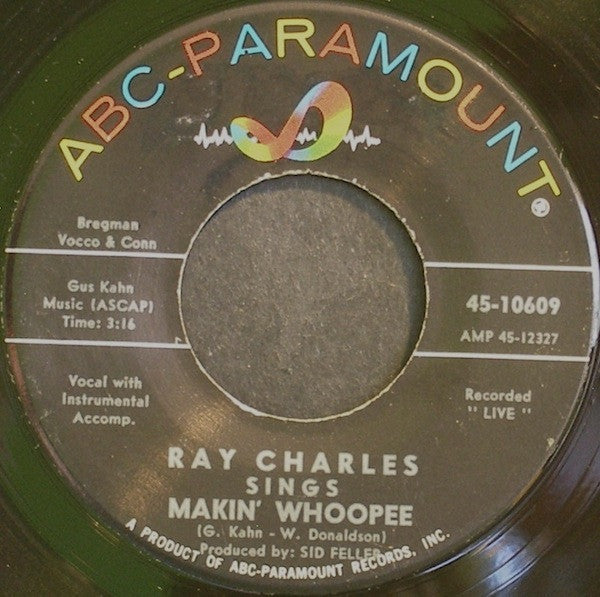 ABC-PARAMOUNT
Bregman
Vocco & Conn
Gus Kahn
Music (ASCAP)
Time: 3:16
45-10609
AMP 45-12327
Vocal with
Instrumental
Accomp.
Recorded
"LIVE"
RAY CHARLES
SINGS
MAKIN' WHOOPEE
(G. Kahn - W. Donaldson)
Produced by: SID FELLER
A PRODUCT OF ABC-PARAMOUNT RECORDS, INC.